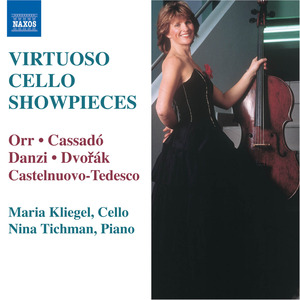 NAXOS
VIRTUOSO
CELLO
SHOWPIECES
Orr • Cassadó
Danzi • Dvořák
Castelnuovo-Tedesco
Maria Kliegel, Cello
Nina Tichman, Piano